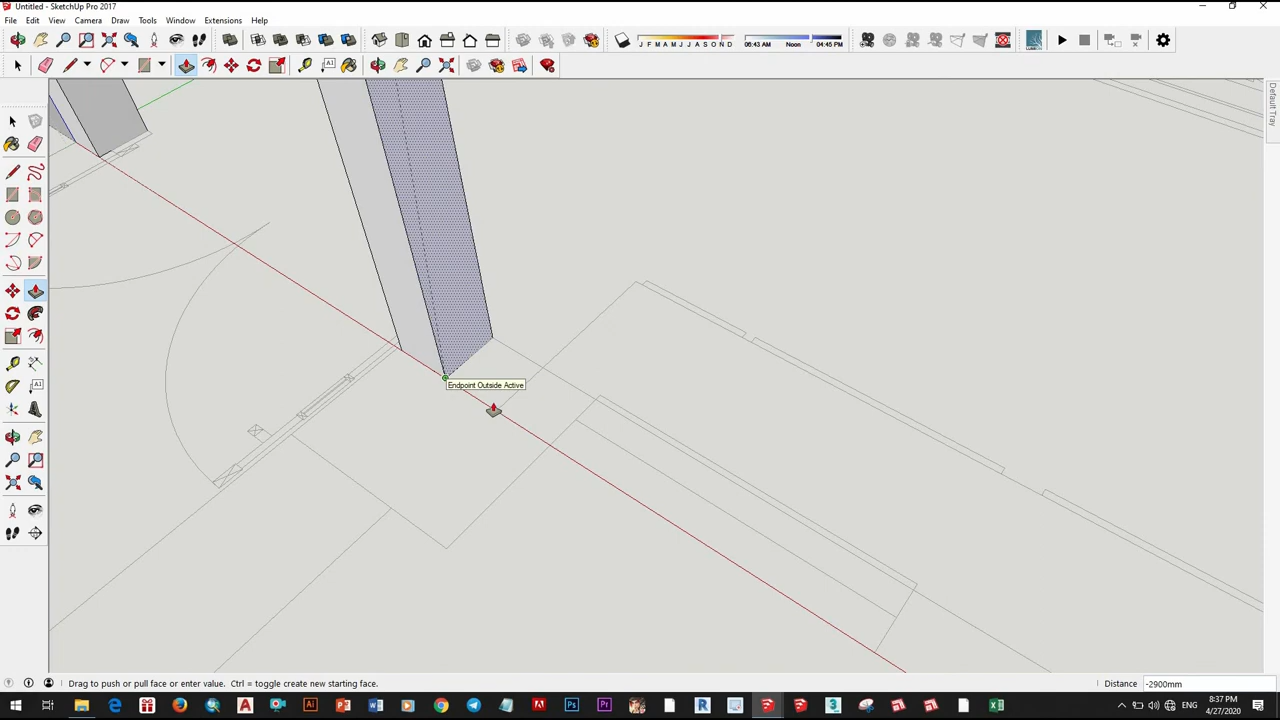 Untitled - SketchUp Pro 2017
File Edit View Camera Draw Tools Window Extensions Help
J F M A M J J A S O N D
06:43 AM Noon 04:45 PM
Default Tray
Endpoint Outside Active
Drag to push or pull face or enter value. Ctrl = toggle create new starting face.
Distance -2900mm
ENG
8:37 PM
4/27/2020